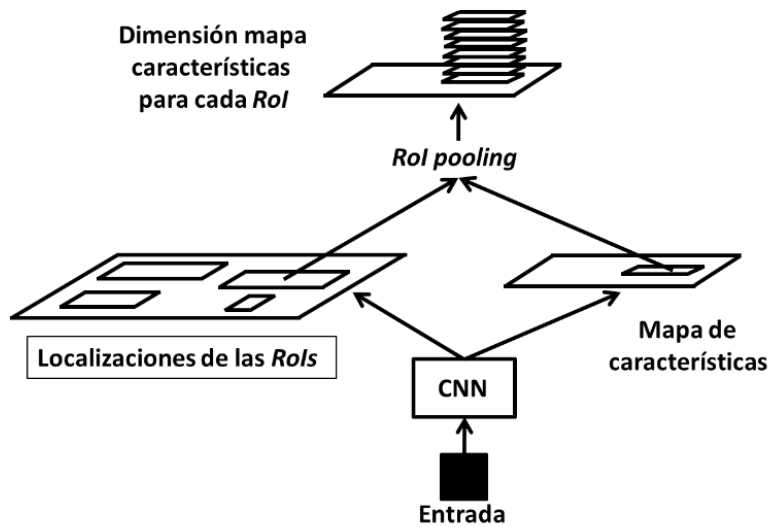 Dimensión mapa
características
para cada RoI
RoI pooling
Localizaciones de las RoIs
Mapa de
características
CNN
Entrada